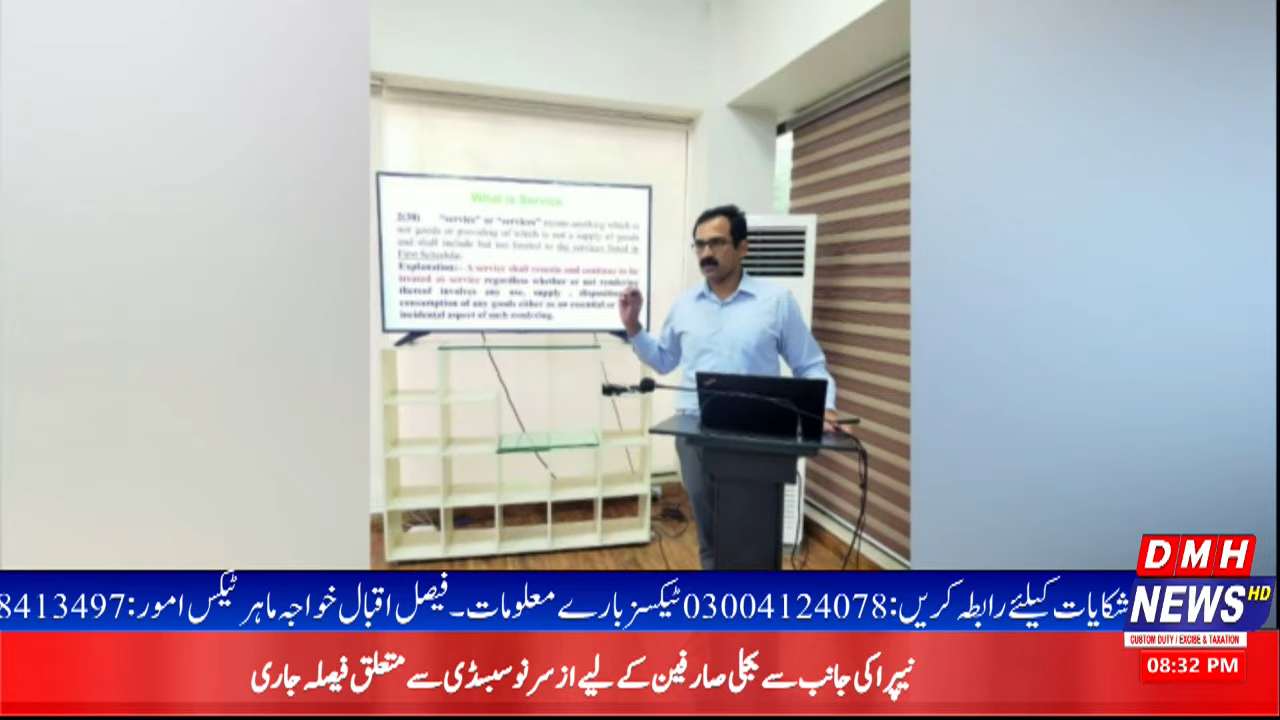 What is Service
2(38) "service" or "services" means anything which is
not goods or providing of which is not a supply of goods
and shall include but not limited to the services listed in
First Schedule.
Explanation:- A service shall remain and continue to be
treated as service regardless whether or not rendering
thereof involves any use, supply , disposition
consumption of any goods either as an essential or
incidental aspect of such rendering.
DMH
NEWS HD
CUSTOM DUTY / EXCISE & TAXATION
08:32 PM
شکایات کیلئے رابطہ کریں:03004124078 ٹیکسز بارے معلومات۔فیصل اقبال خواجہ ماہر ٹیکس امور:8413497
نیپرا کی جانب سے بجلی صارفین کے لیے از سر نو سبسڈی سے متعلق فیصلہ جاری